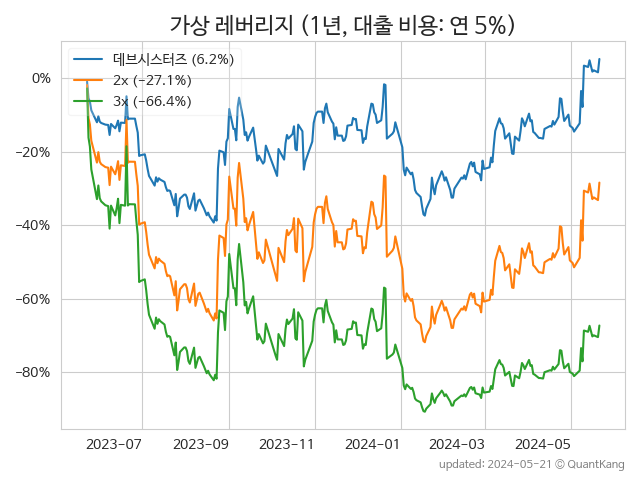 가상 레버리지 (1년, 대출 비용: 연 5%)
데브시스터즈 (6.2%)
2x (−27.1%)
3x (−66.4%)
0%
−20%
−40%
−60%
−80%
2023-07 2023-09 2023-11 2024-01 2024-03 2024-05
updated: 2024-05-21 © QuantKang